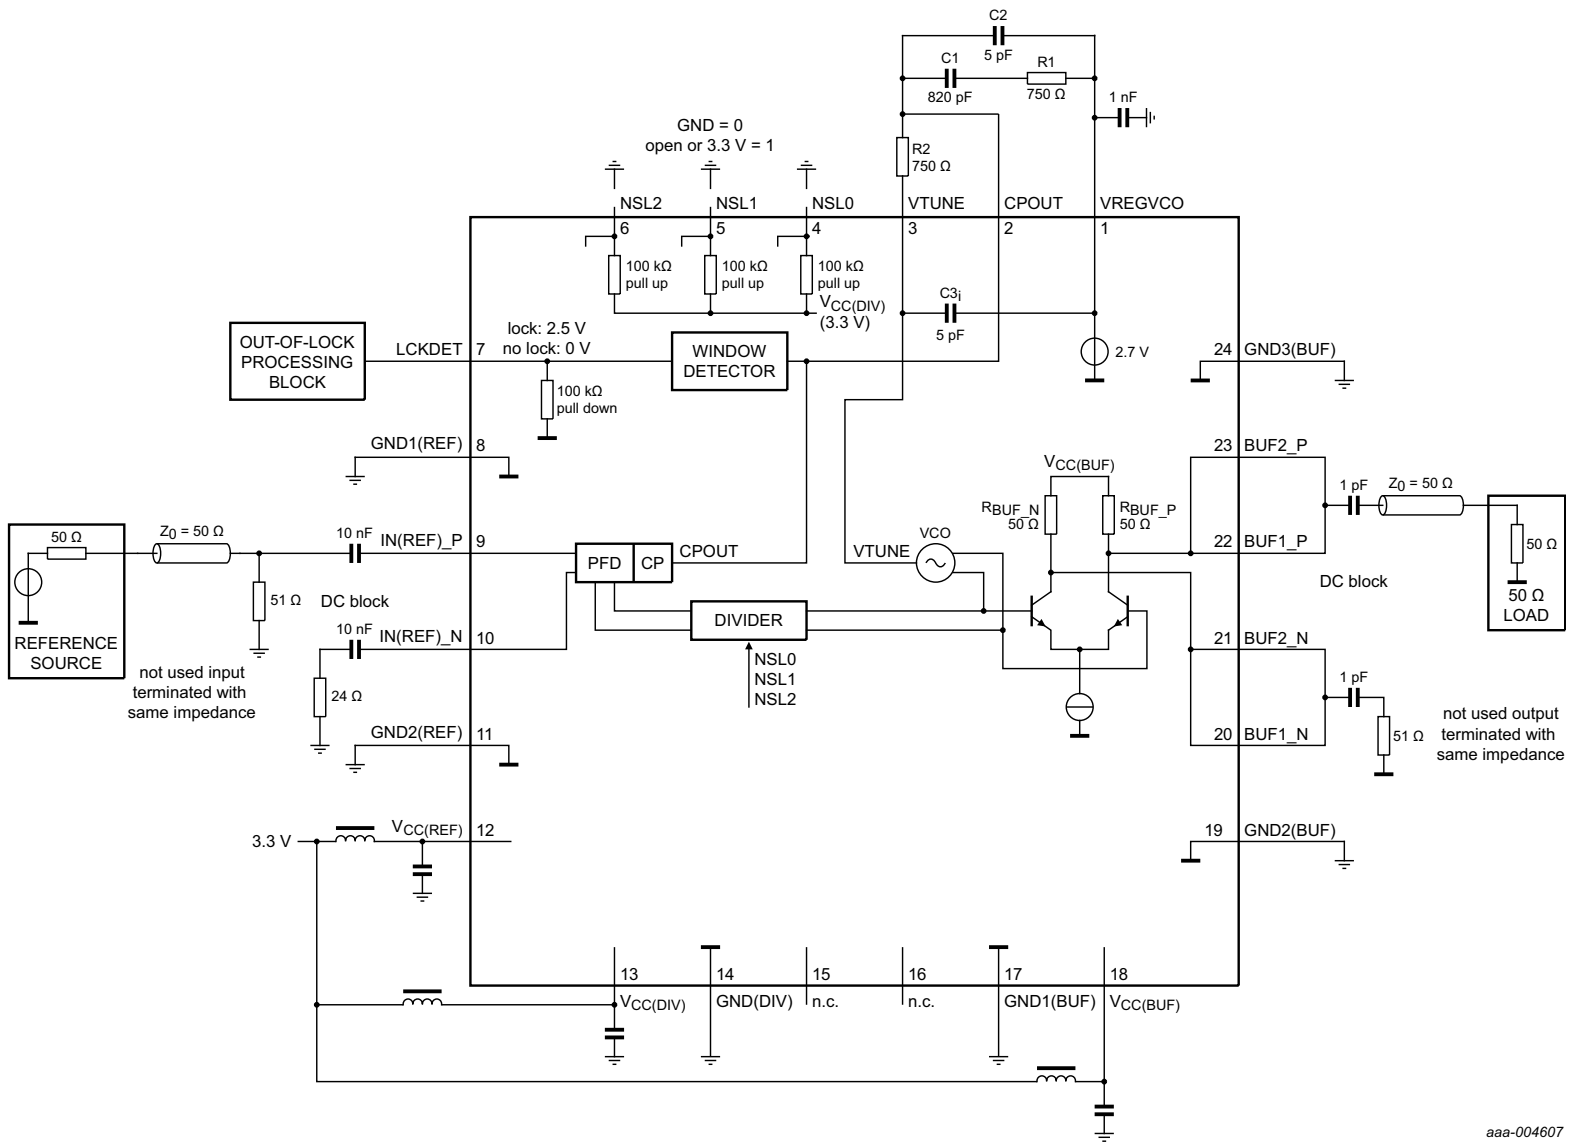 C2
5 pF
C1
820 pF
R1
750 Ω
1 nF
GND = 0
open or 3.3 V = 1
R2
750 Ω
NSL2
NSL1
NSL0
VTUNE
CPOUT
VREGVCO
6
5
4
3
2
1
100 kΩ
pull up
100 kΩ
pull up
100 kΩ
pull up
VCC(DIV)
(3.3 V)
C3i
5 pF
2.7 V
OUT-OF-LOCK
PROCESSING
BLOCK
LCKDET
7
lock: 2.5 V
no lock: 0 V
WINDOW
DETECTOR
100 kΩ
pull down
24
GND3(BUF)
GND1(REF)
8
23
BUF2_P
VCC(BUF)
RBUF_N
50 Ω
RBUF_P
50 Ω
1 pF
Z0 = 50 Ω
50 Ω
50 Ω
LOAD
50 Ω
REFERENCE
SOURCE
Z0 = 50 Ω
51 Ω
10 nF
IN(REF)_P
9
PFD
CP
CPOUT
VTUNE
VCO
22
BUF1_P
DC block
DC block
10 nF
IN(REF)_N
10
DIVIDER
NSL0
NSL1
NSL2
21
BUF2_N
not used input
terminated with
same impedance
24 Ω
1 pF
51 Ω
not used output
terminated with
same impedance
GND2(REF)
11
20
BUF1_N
3.3 V
VCC(REF)
12
19
GND2(BUF)
13
14
15
16
17
18
VCC(DIV)
GND(DIV)
n.c.
n.c.
GND1(BUF)
VCC(BUF)
aaa-004607